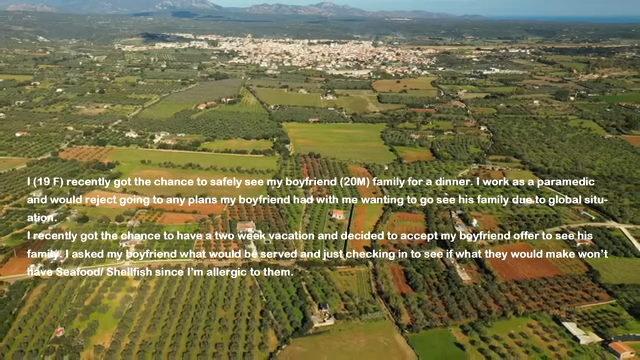 I (19 F) recently got the chance to safely see my boyfriend (20M) family for a dinner. I work as a paramedic
and would reject going to any plans my boyfriend had with me wanting to go see his family due to global situ-
ation.
I recently got the chance to have a two week vacation and decided to accept my boyfriend offer to see his
family. I asked my boyfriend what would be served and just checking in to see if what they would make won't
have Seafood/ Shellfish since I'm allergic to them.